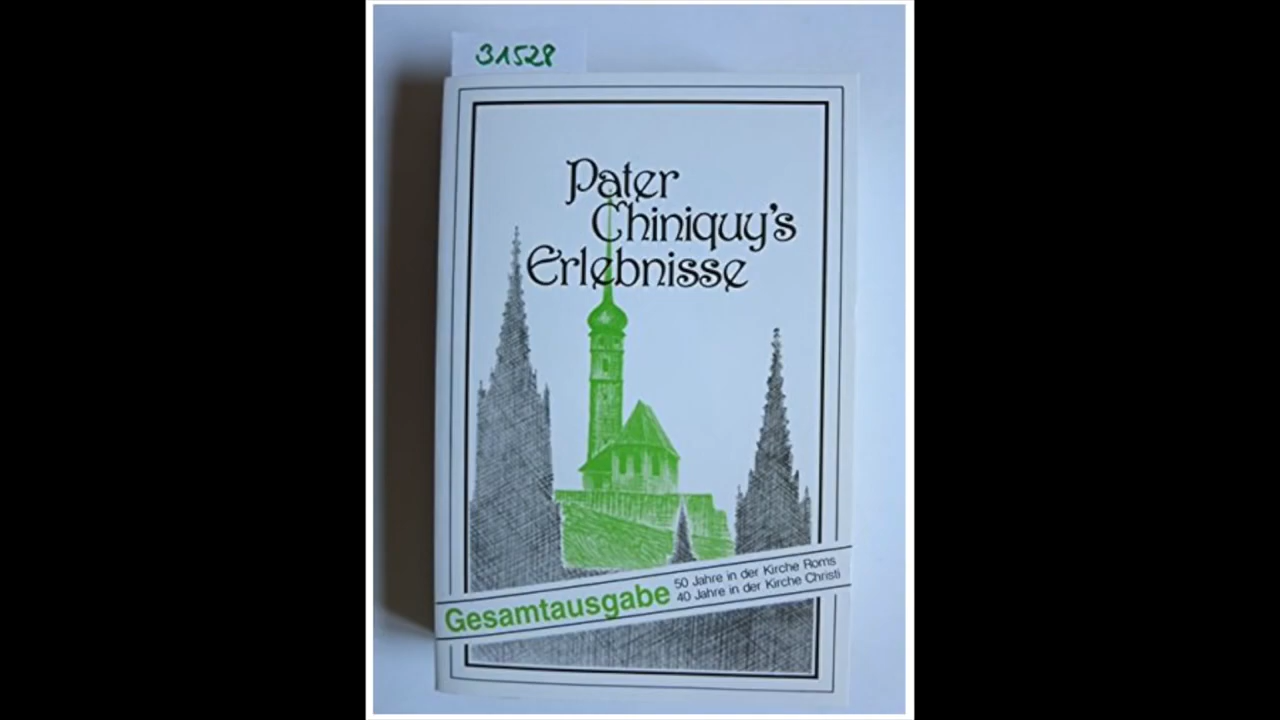 31528
Pater
Chiniquy's
Erlebnisse
Gesamtausgabe
50 Jahre in der Kirche Roms
40 Jahre in der Kirche Christi